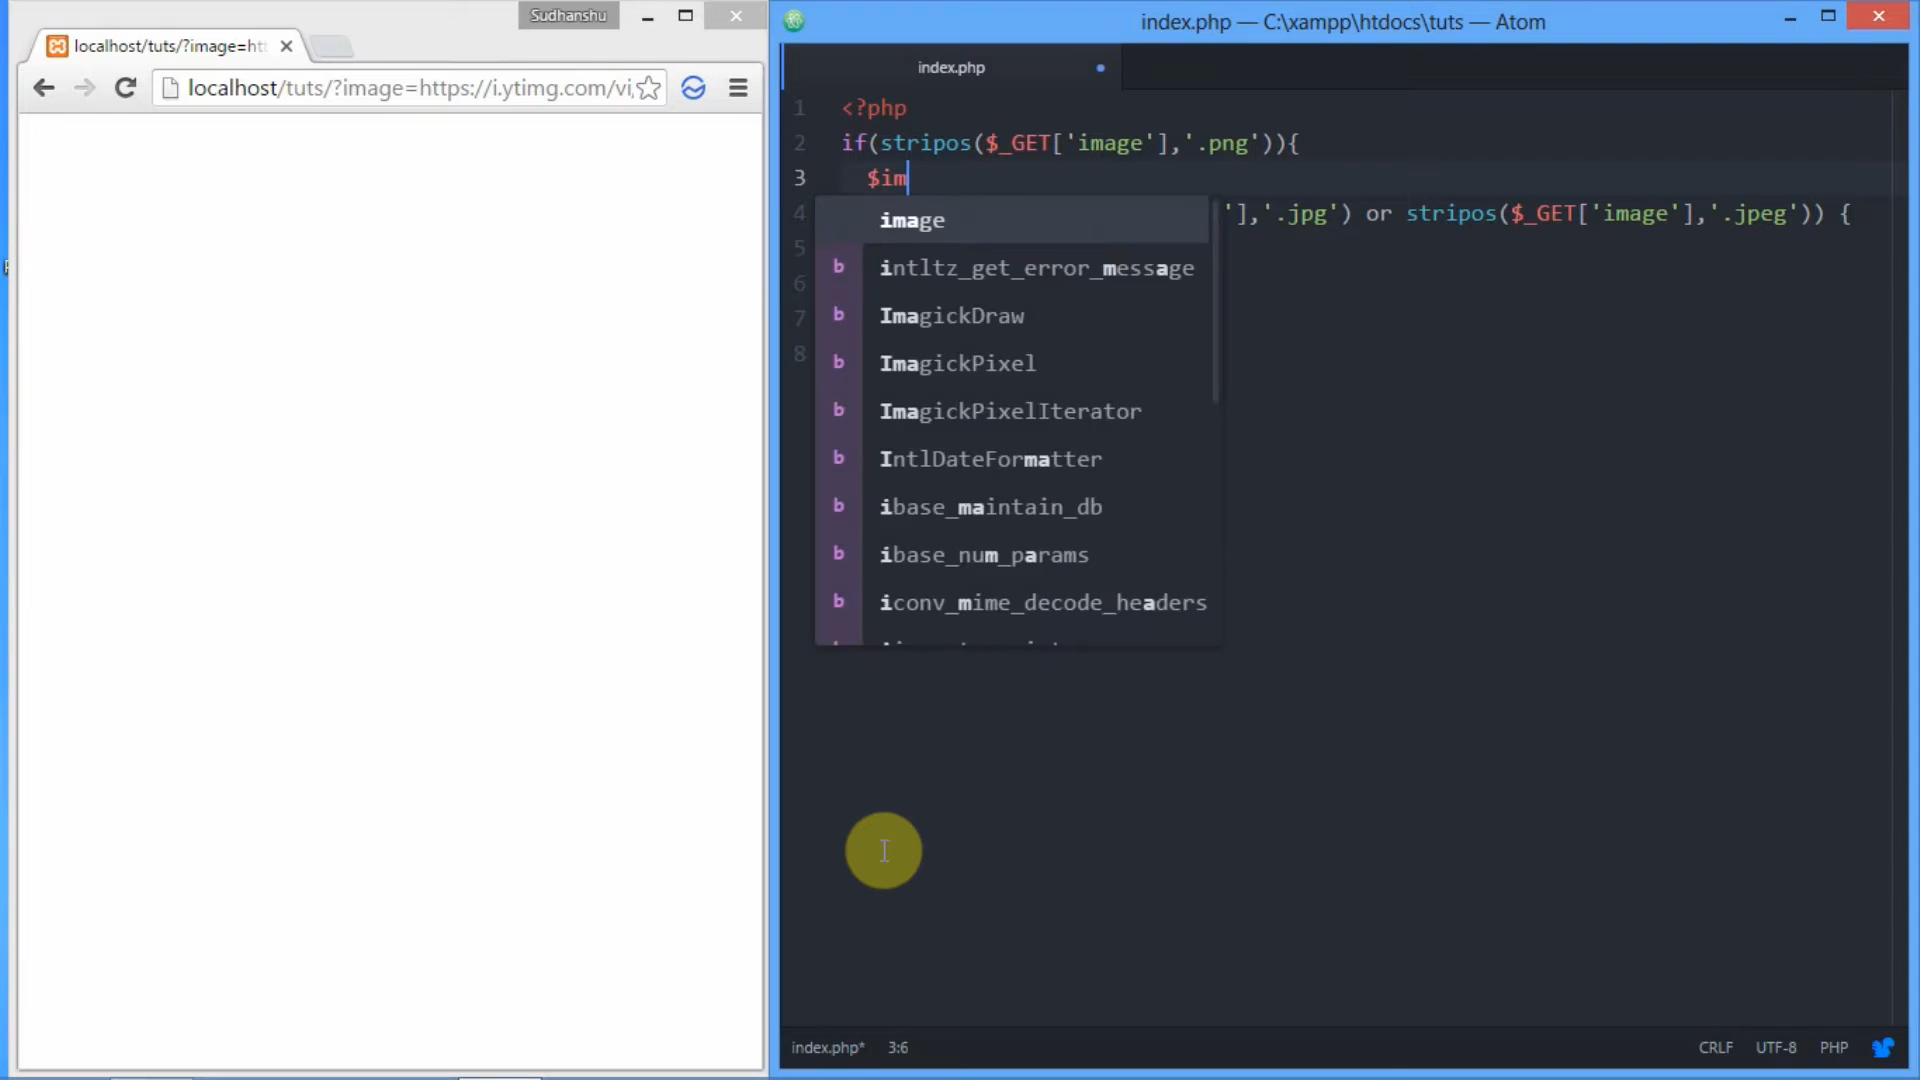 Sudhanshu
localhost/tuts/?image=htt
localhost/tuts/?image=https://i.ytimg.com/vi,
index.php — C:\xampp\htdocs\tuts — Atom
index.php
1 <?php
2 if(stripos($_GET['image'],'.png')){
3 $im
4 '],'.jpg') or stripos($_GET['image'],'.jpeg')) {
5
6
7
8
image
b intltz_get_error_message
b ImagickDraw
b ImagickPixel
b ImagickPixelIterator
b IntlDateFormatter
b ibase_maintain_db
b ibase_num_params
b iconv_mime_decode_headers
index.php* 3:6 CRLF UTF-8 PHP